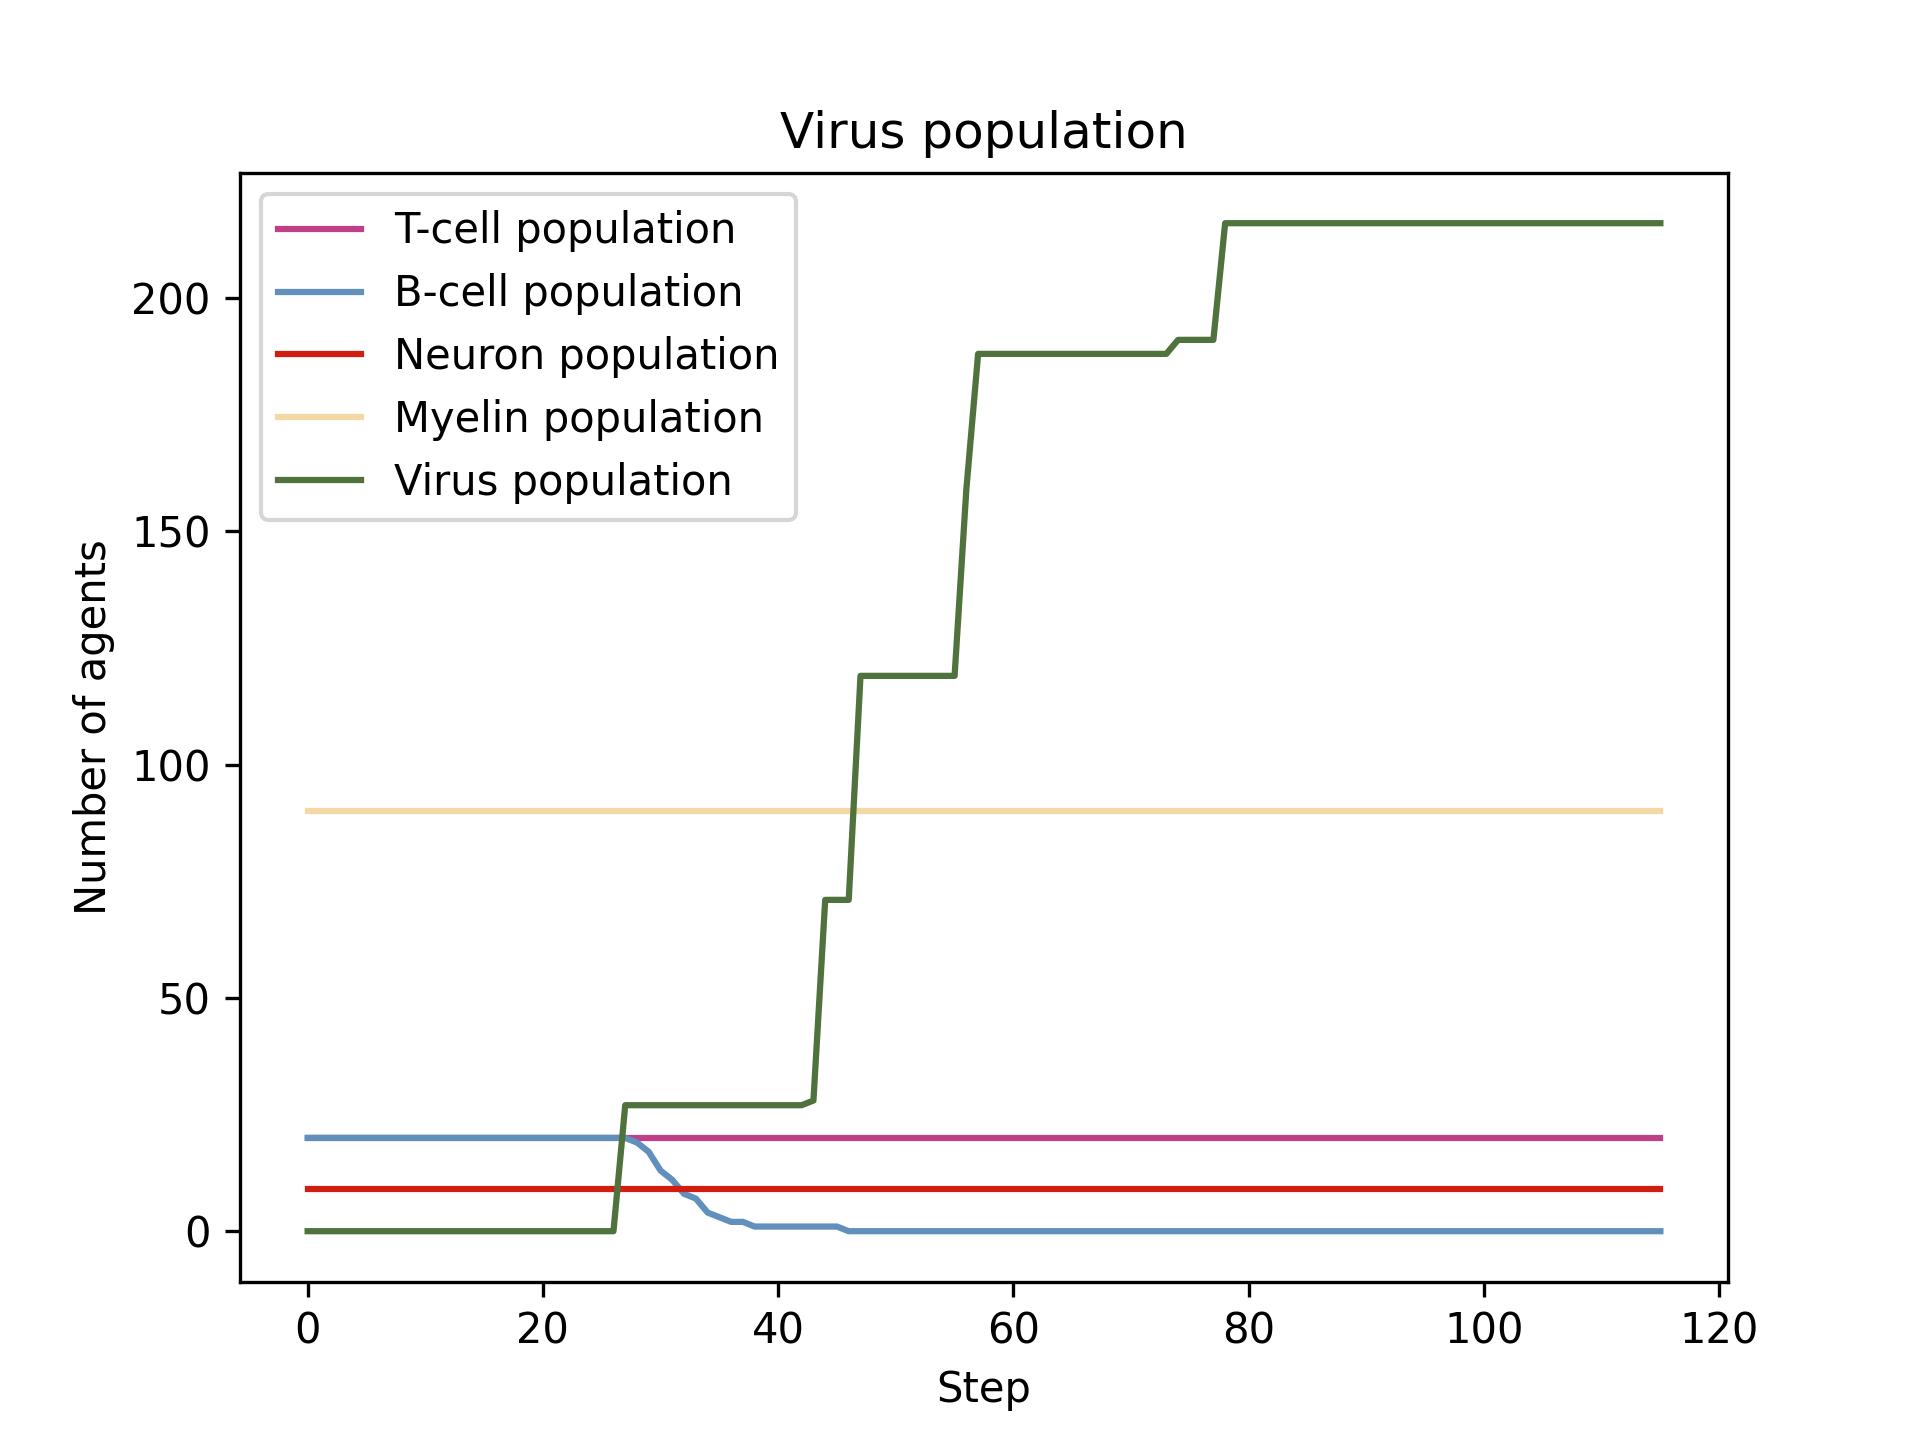 Virus population
T-cell population
B-cell population
Neuron population
Myelin population
Virus population
Number of agents
200
150
100
50
0
0 20 40 60 80 100 120
Step